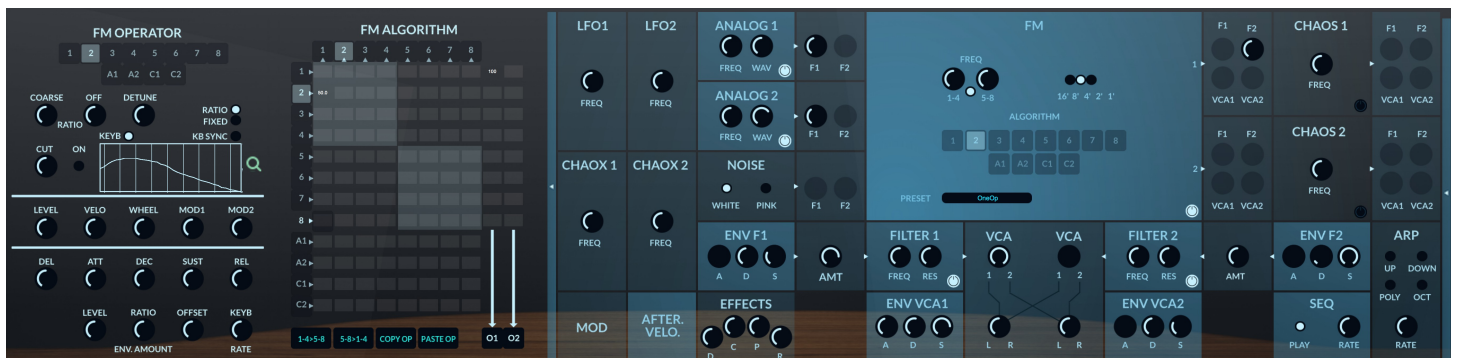 FM OPERATOR
1 2 3 4 5 6 7 8
A1 A2 C1 C2
COARSE OFF DETUNE
RATIO
RATIO
FIXED
KEYB
KB SYNC
CUT ON
LEVEL VELO WHEEL MOD1 MOD2
DEL ATT DEC SUST REL
LEVEL RATIO OFFSET KEYB
ENV. AMOUNT RATE
FM ALGORITHM
1 2 3 4 5 6 7 8
1 100
2 50.0
3
4
5
6
7
8
A1
A2
C1
C2
1-4>5-8 5-8>1-4 COPY OP PASTE OP O1 O2
LFO1 LFO2
FREQ FREQ
CHAOX 1 CHAOX 2
FREQ FREQ
MOD AFTER.
VELO.
ANALOG 1
FREQ WAV F1 F2
ANALOG 2
FREQ WAV F1 F2
NOISE
WHITE PINK F1 F2
ENV F1
A D S AMT
EFFECTS
D C P R
FM
FREQ
1-4 5-8 16' 8' 4' 2' 1'
ALGORITHM
1 2 3 4 5 6 7 8
A1 A2 C1 C2
PRESET OneOp
1
2
FILTER 1 VCA VCA FILTER 2
FREQ RES 1 2 1 2 FREQ RES
ENV VCA1 ENV VCA2
A D S L R L R A D S
F1 F2
VCA1 VCA2
F1 F2
VCA1 VCA2
CHAOS 1
FREQ
CHAOS 2
FREQ
F1 F2
VCA1 VCA2
F1 F2
VCA1 VCA2
AMT
ENV F2
A D S
SEQ
PLAY RATE
ARP
UP DOWN
POLY OCT
RATE